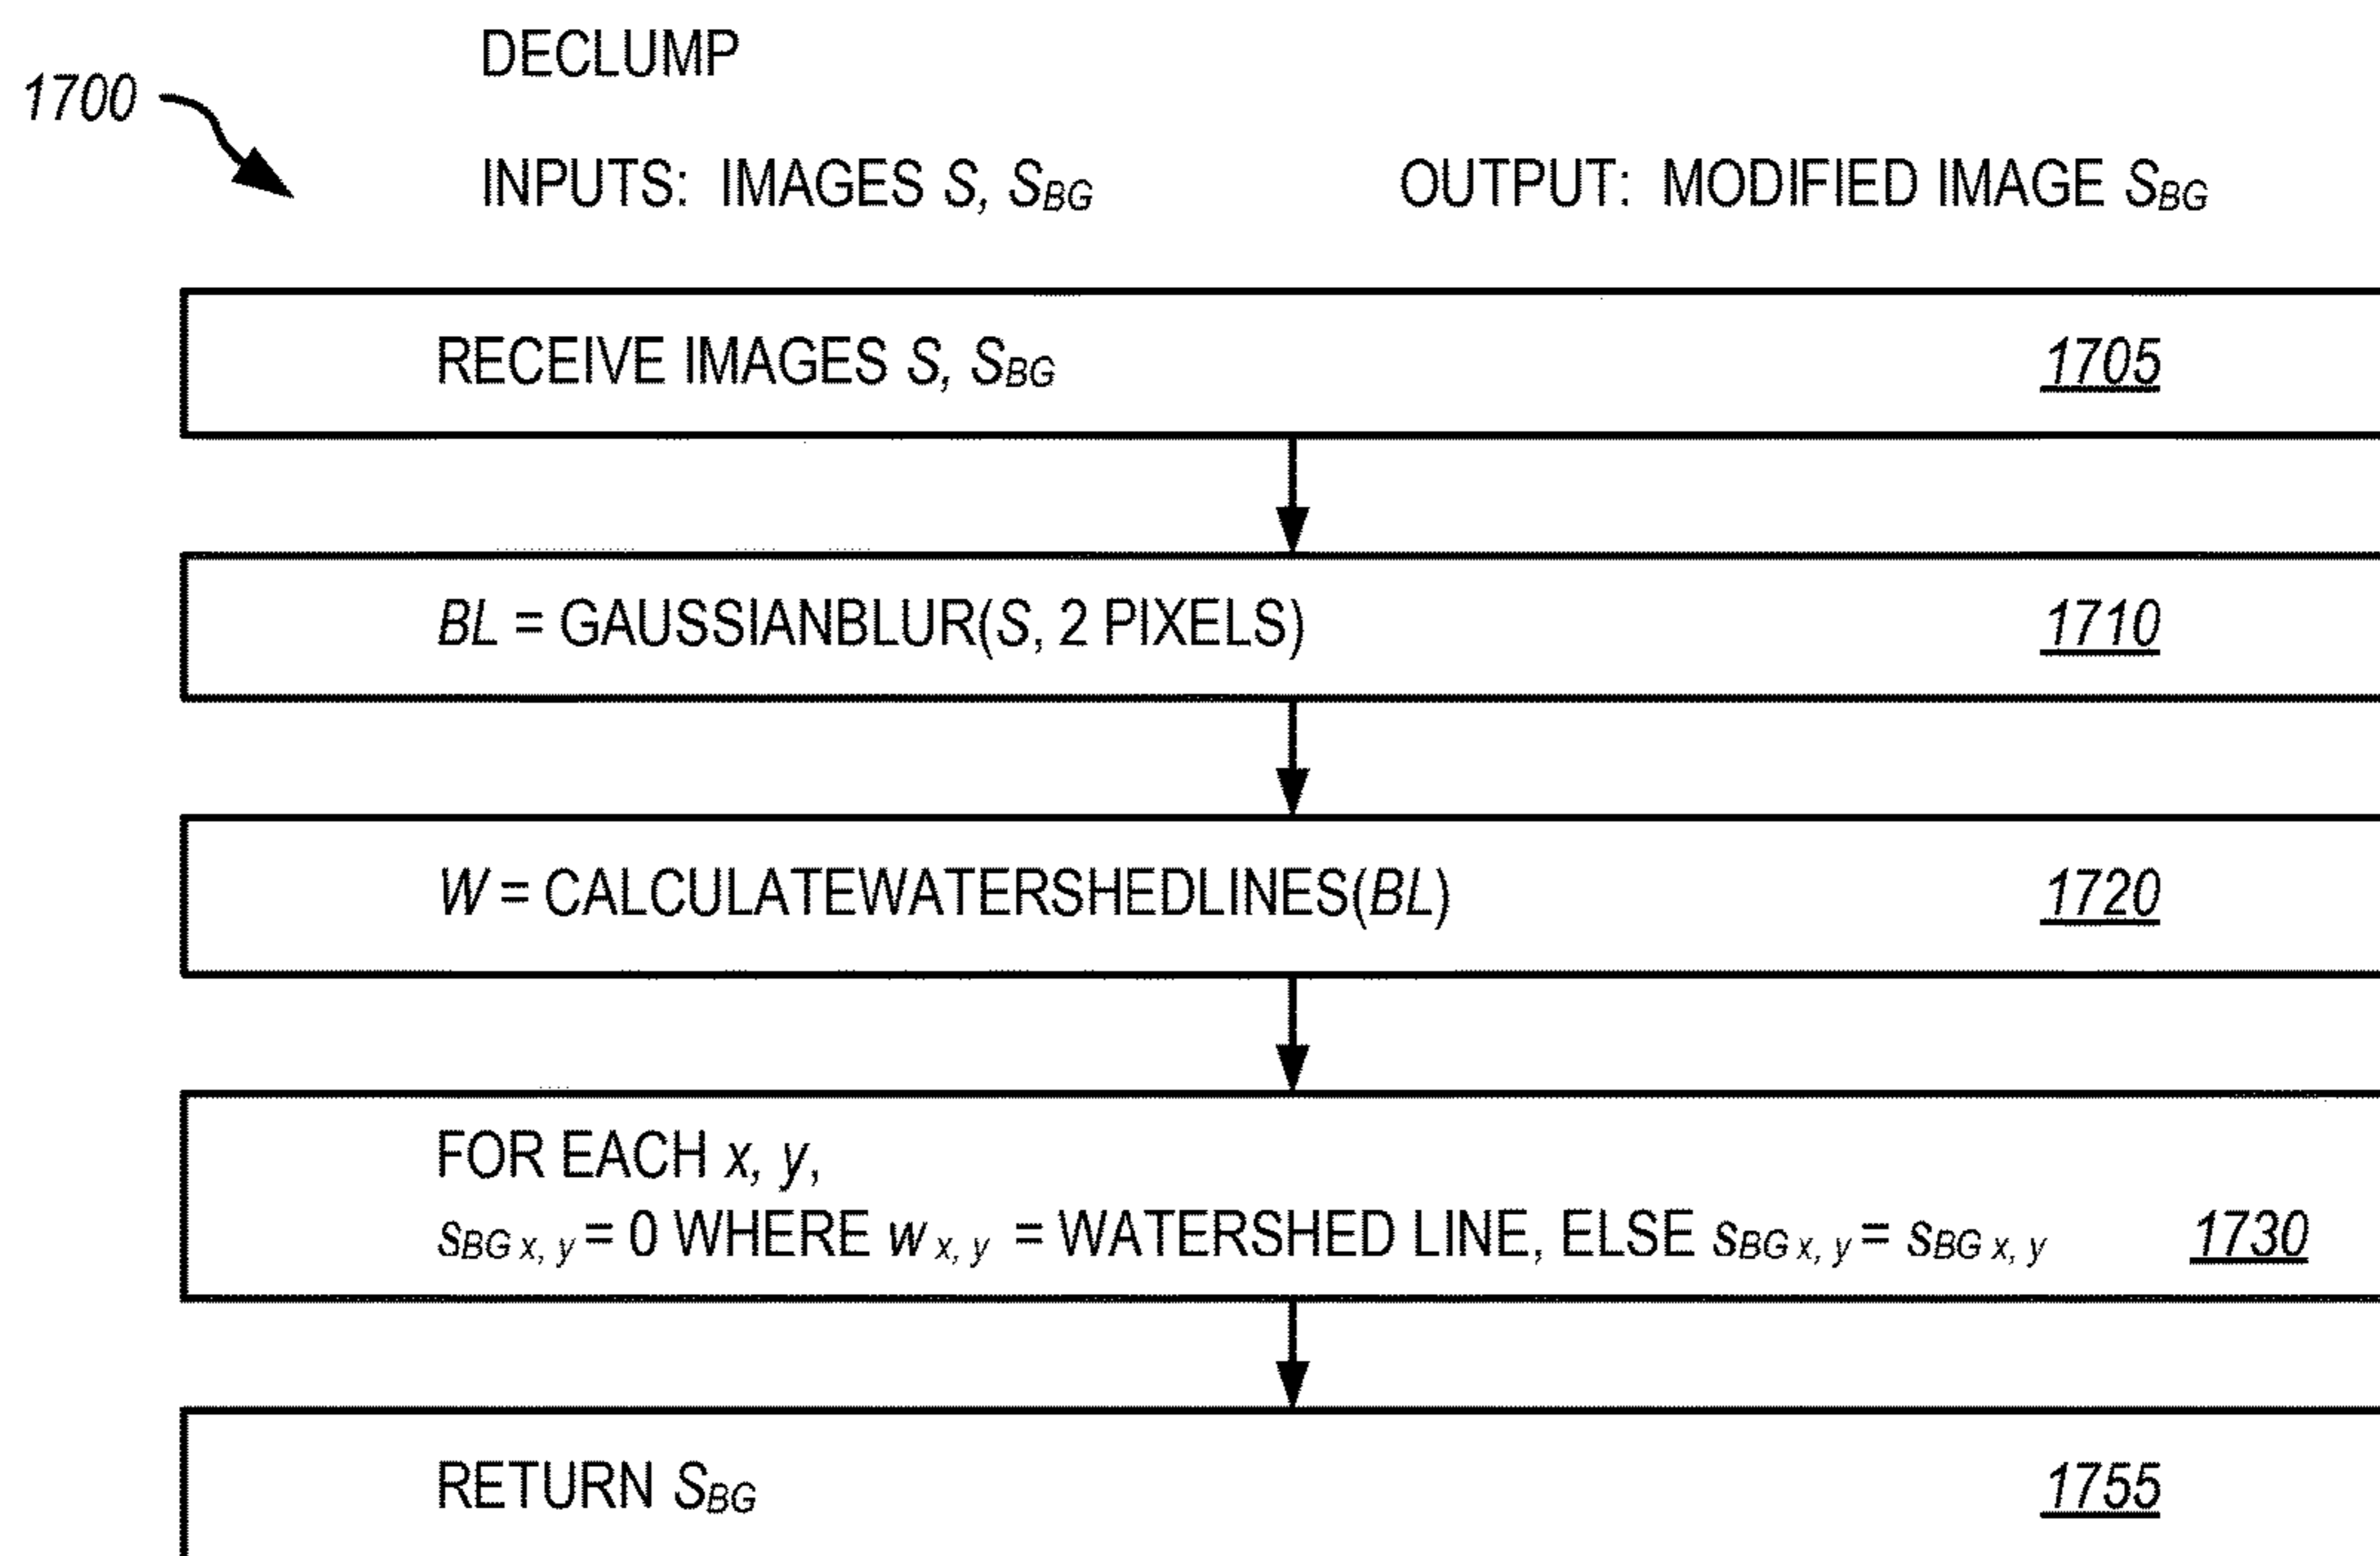 DECLUMP
1700
INPUTS: IMAGES S, SBG OUTPUT: MODIFIED IMAGE SBG
RECEIVE IMAGES S, SBG 1705
BL = GAUSSIANBLUR(S, 2 PIXELS) 1710
W = CALCULATEWATERSHEDLINES(BL) 1720
FOR EACH x, y,
sBG x, y = 0 WHERE w x, y = WATERSHED LINE, ELSE sBG x, y = sBG x, y 1730
RETURN SBG 1755